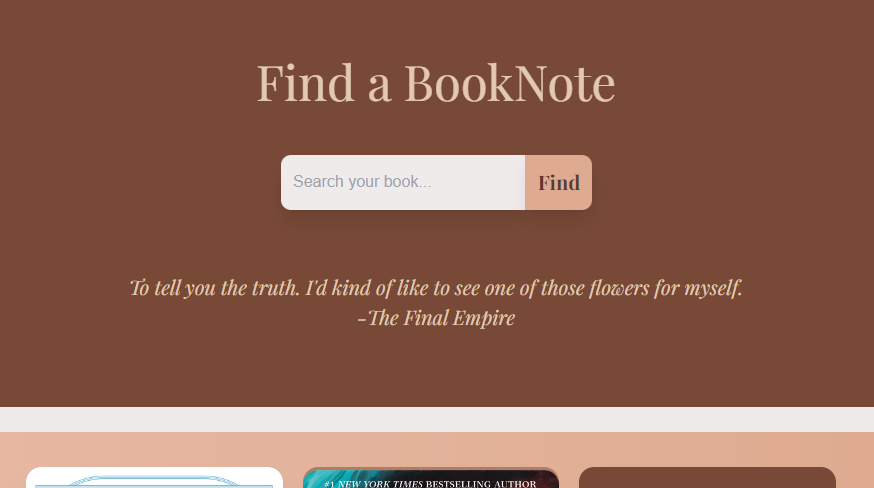 Find a BookNote
Search your book...
Find
To tell you the truth. I'd kind of like to see one of those flowers for myself.
-The Final Empire
#1 NEW YORK TIMES BESTSELLING AUTHOR